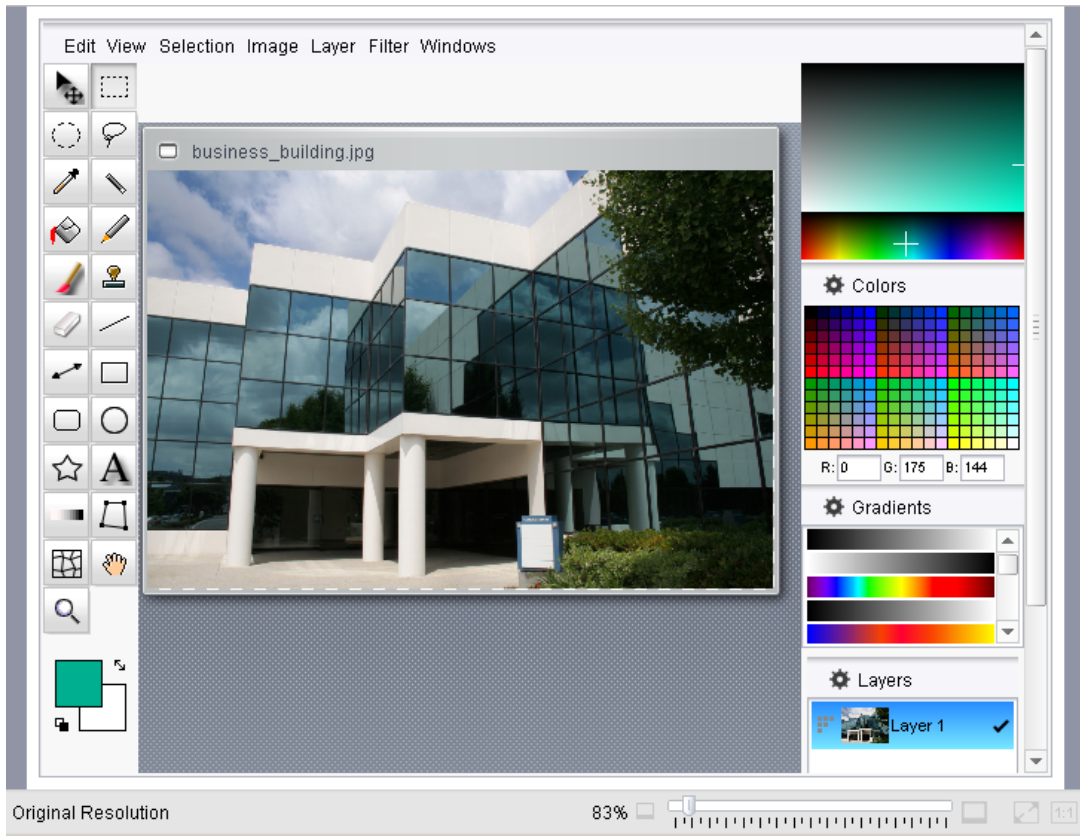 Edit View Selection Image Layer Filter Windows
business_building.jpg
Colors
R: 0 G: 175 B: 144
Gradients
A
Layers
Layer 1
Original Resolution
83%
1:1